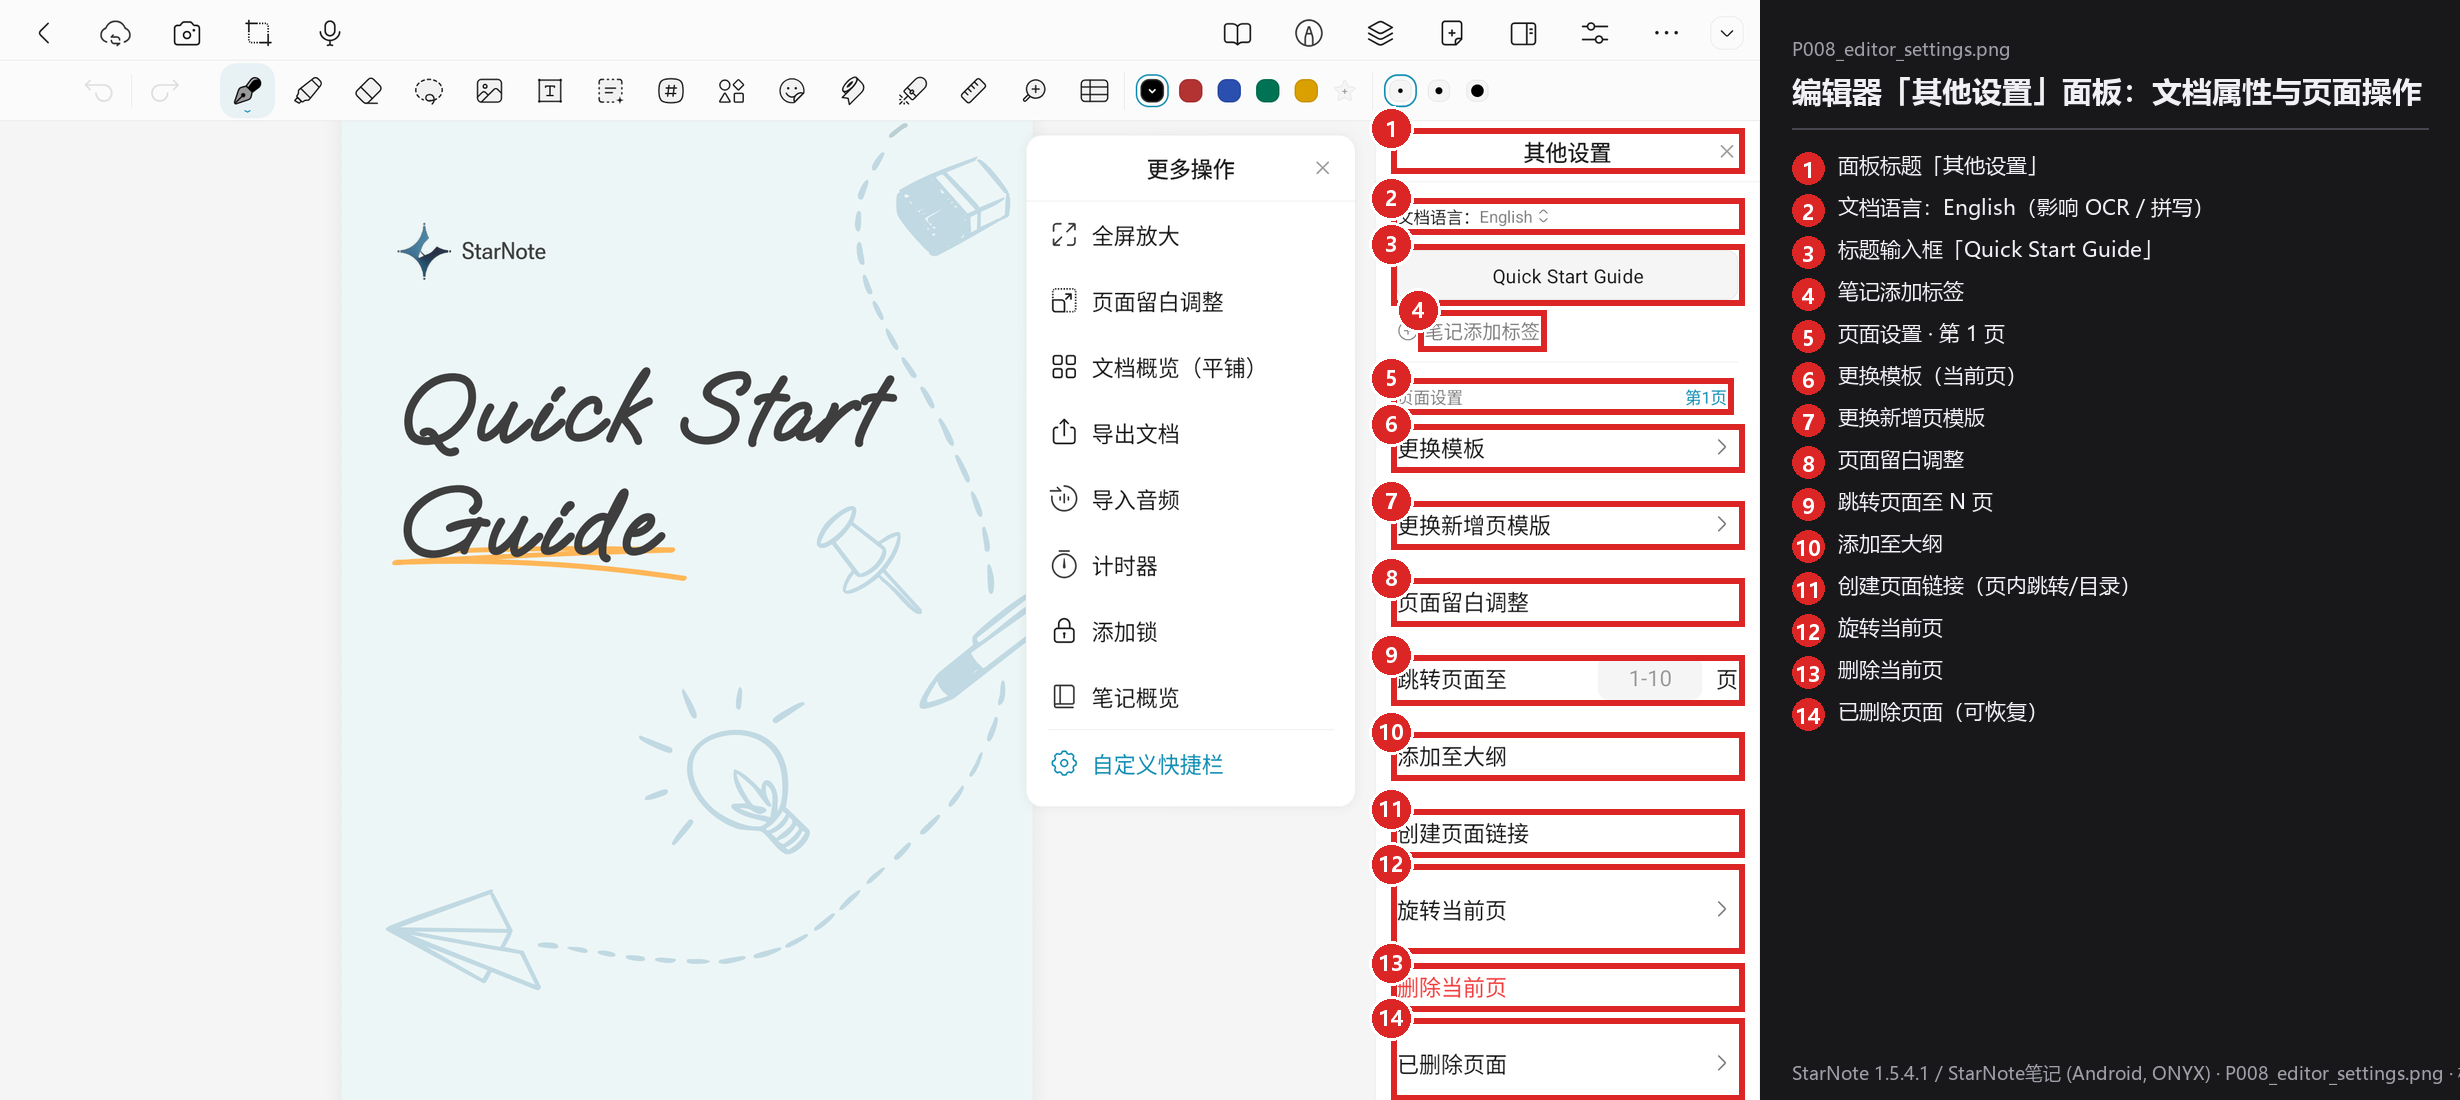 StarNote
Quick Start
Guide
更多操作
全屏放大
页面留白调整
文档概览（平铺）
导出文档
导入音频
计时器
添加锁
笔记概览
自定义快捷栏
1
其他设置
2
文档语言：English
3
Quick Start Guide
4
笔记添加标签
5
页面设置 第1页
6
更换模板
7
更换新增页模版
8
页面留白调整
9
跳转页面至 1-10 页
10
添加至大纲
11
创建页面链接
12
旋转当前页
13
删除当前页
14
已删除页面
P008_editor_settings.png
编辑器「其他设置」面板：文档属性与页面操作
1 面板标题「其他设置」
2 文档语言：English（影响 OCR / 拼写）
3 标题输入框「Quick Start Guide」
4 笔记添加标签
5 页面设置 · 第 1 页
6 更换模板（当前页）
7 更换新增页模版
8 页面留白调整
9 跳转页面至 N 页
10 添加至大纲
11 创建页面链接（页内跳转/目录）
12 旋转当前页
13 删除当前页
14 已删除页面（可恢复）
StarNote 1.5.4.1 / StarNote笔记 (Android, ONYX) · P008_editor_settings.png ·